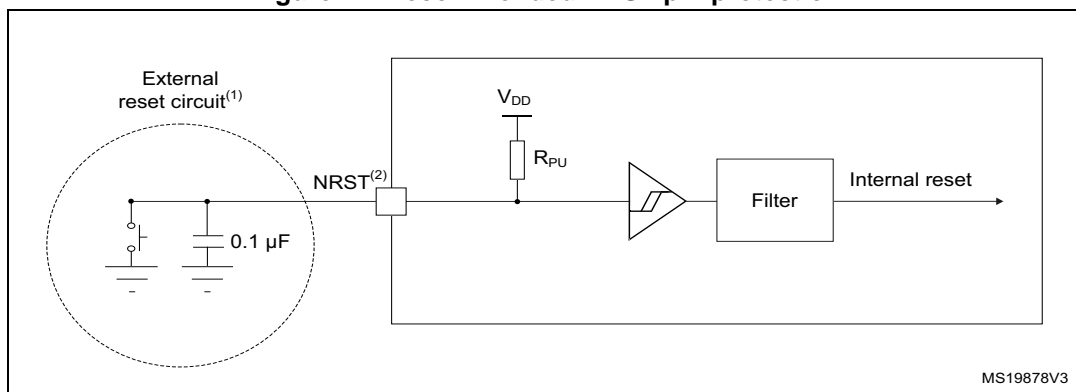 External
reset circuit(1)
VDD
RPU
NRST(2)
0.1 µF
Filter
Internal reset
MS19878V3